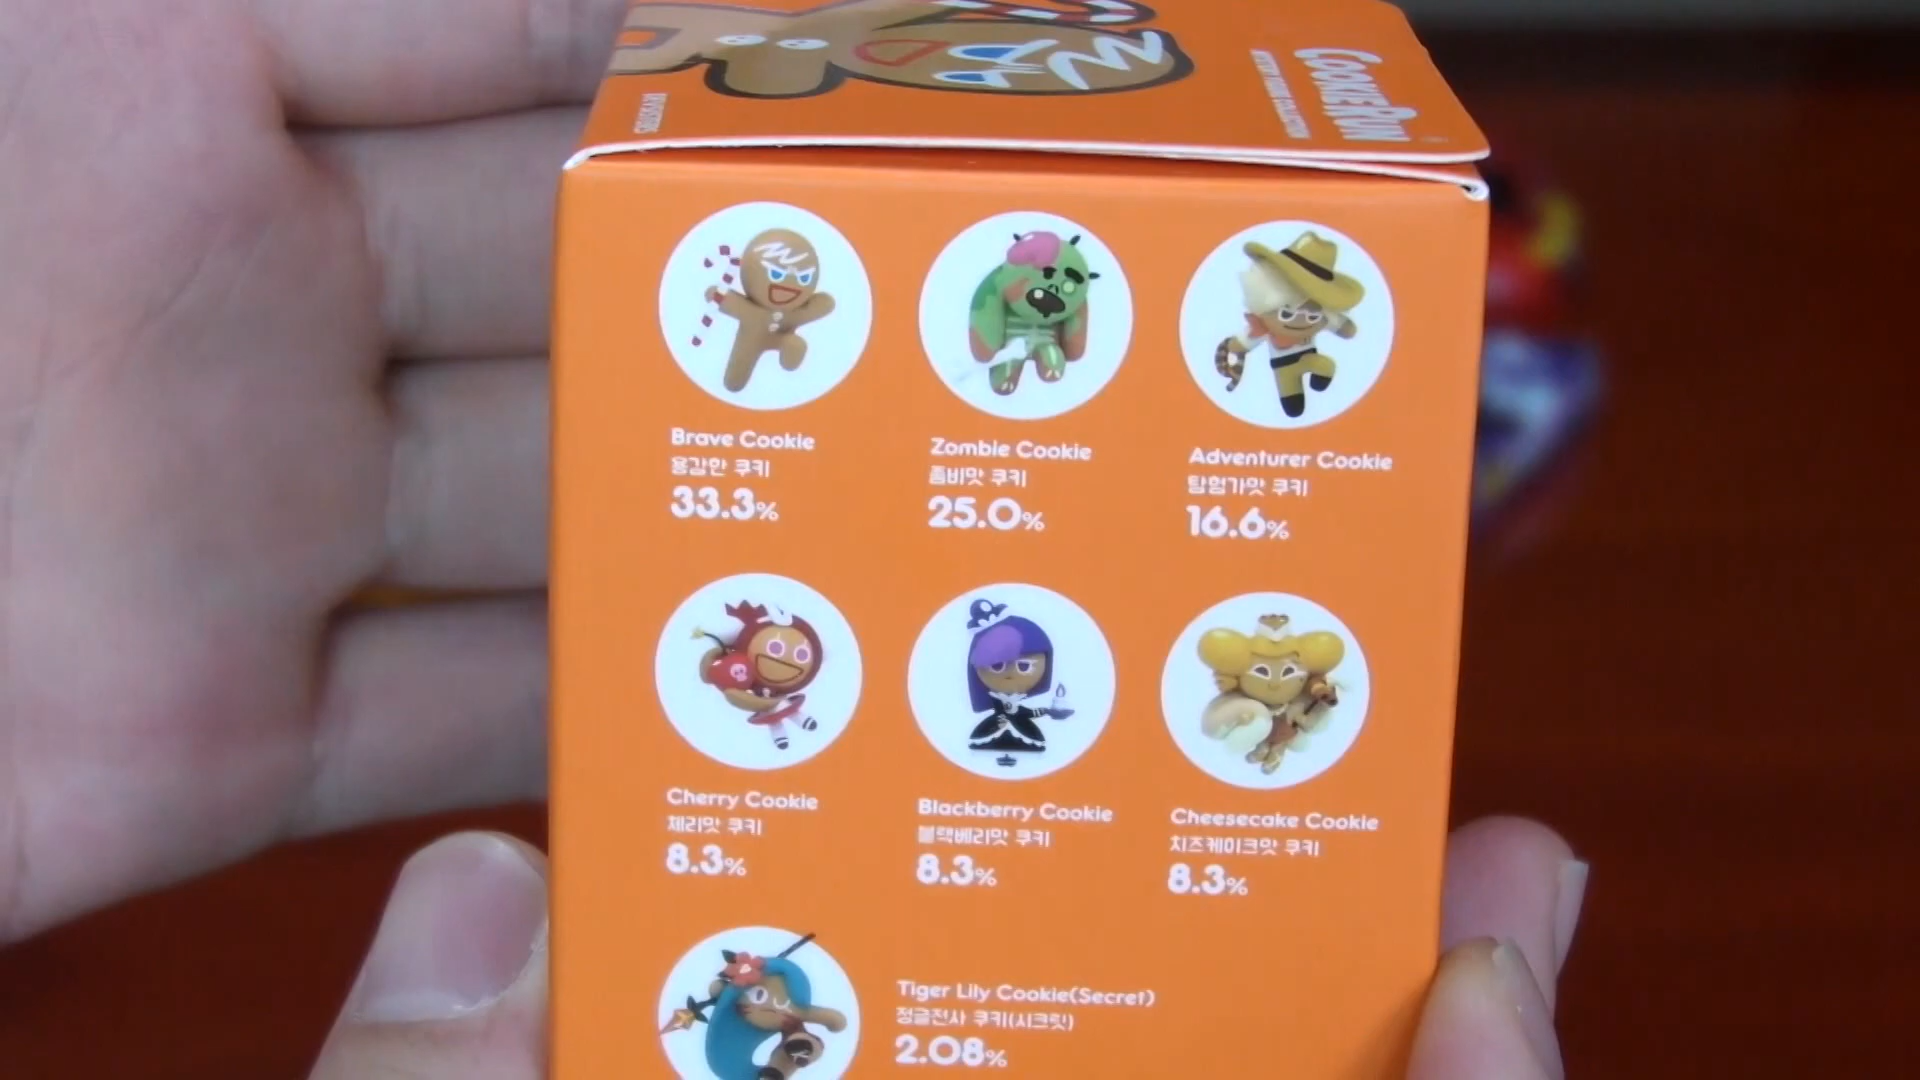 COOKIERUN
Brave Cookie
용감한 쿠키
33.3%
Zombie Cookie
좀비맛 쿠키
25.0%
Adventurer Cookie
탐험가맛 쿠키
16.6%
Cherry Cookie
체리맛 쿠키
8.3%
Blackberry Cookie
블랙베리맛 쿠키
8.3%
Cheesecake Cookie
치즈케이크맛 쿠키
8.3%
Tiger Lily Cookie(Secret)
정글전사 쿠키(시크릿)
2.08%